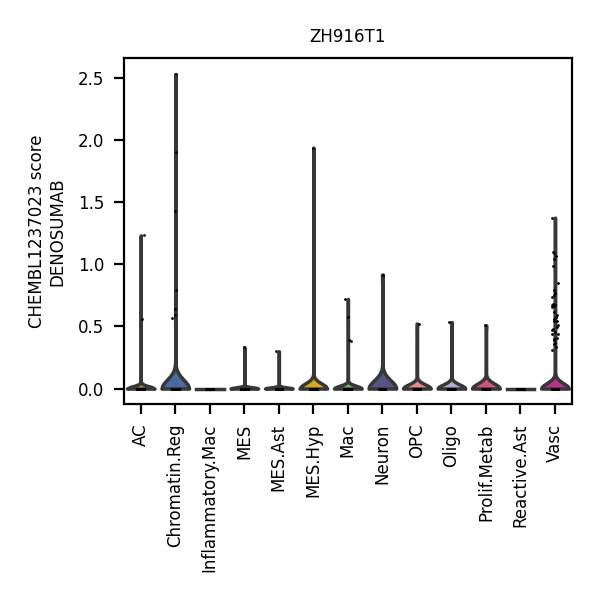 ZH916T1
CHEMBL1237023 score
DENOSUMAB
2.5
2.0
1.5
1.0
0.5
0.0
AC
Chromatin.Reg
Inflammatory.Mac
MES
MES.Ast
MES.Hyp
Mac
Neuron
OPC
Oligo
Prolif.Metab
Reactive.Ast
Vasc